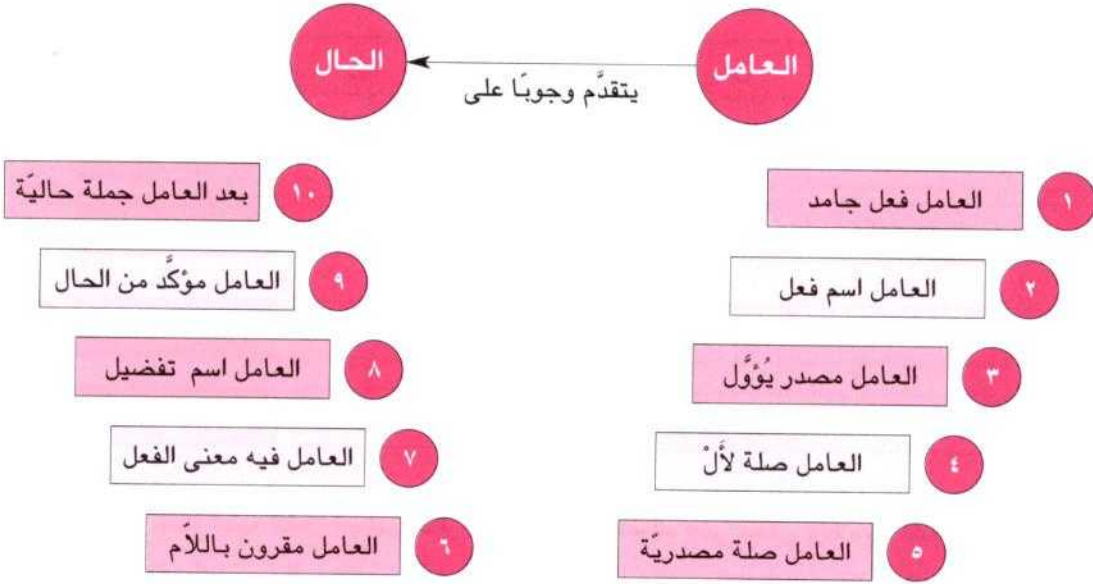 العامل
يتقدَّم وجوبًا على
الحال
١ العامل فعل جامد
٢ العامل اسم فعل
٣ العامل مصدر يُؤوَّل
٤ العامل صلة لأَلْ
٥ العامل صلة مصدريّة
٦ العامل مقرون باللاّم
٧ العامل فيه معنى الفعل
٨ العامل اسم تفضيل
٩ العامل مؤكَّد من الحال
١٠ بعد العامل جملة حاليّة